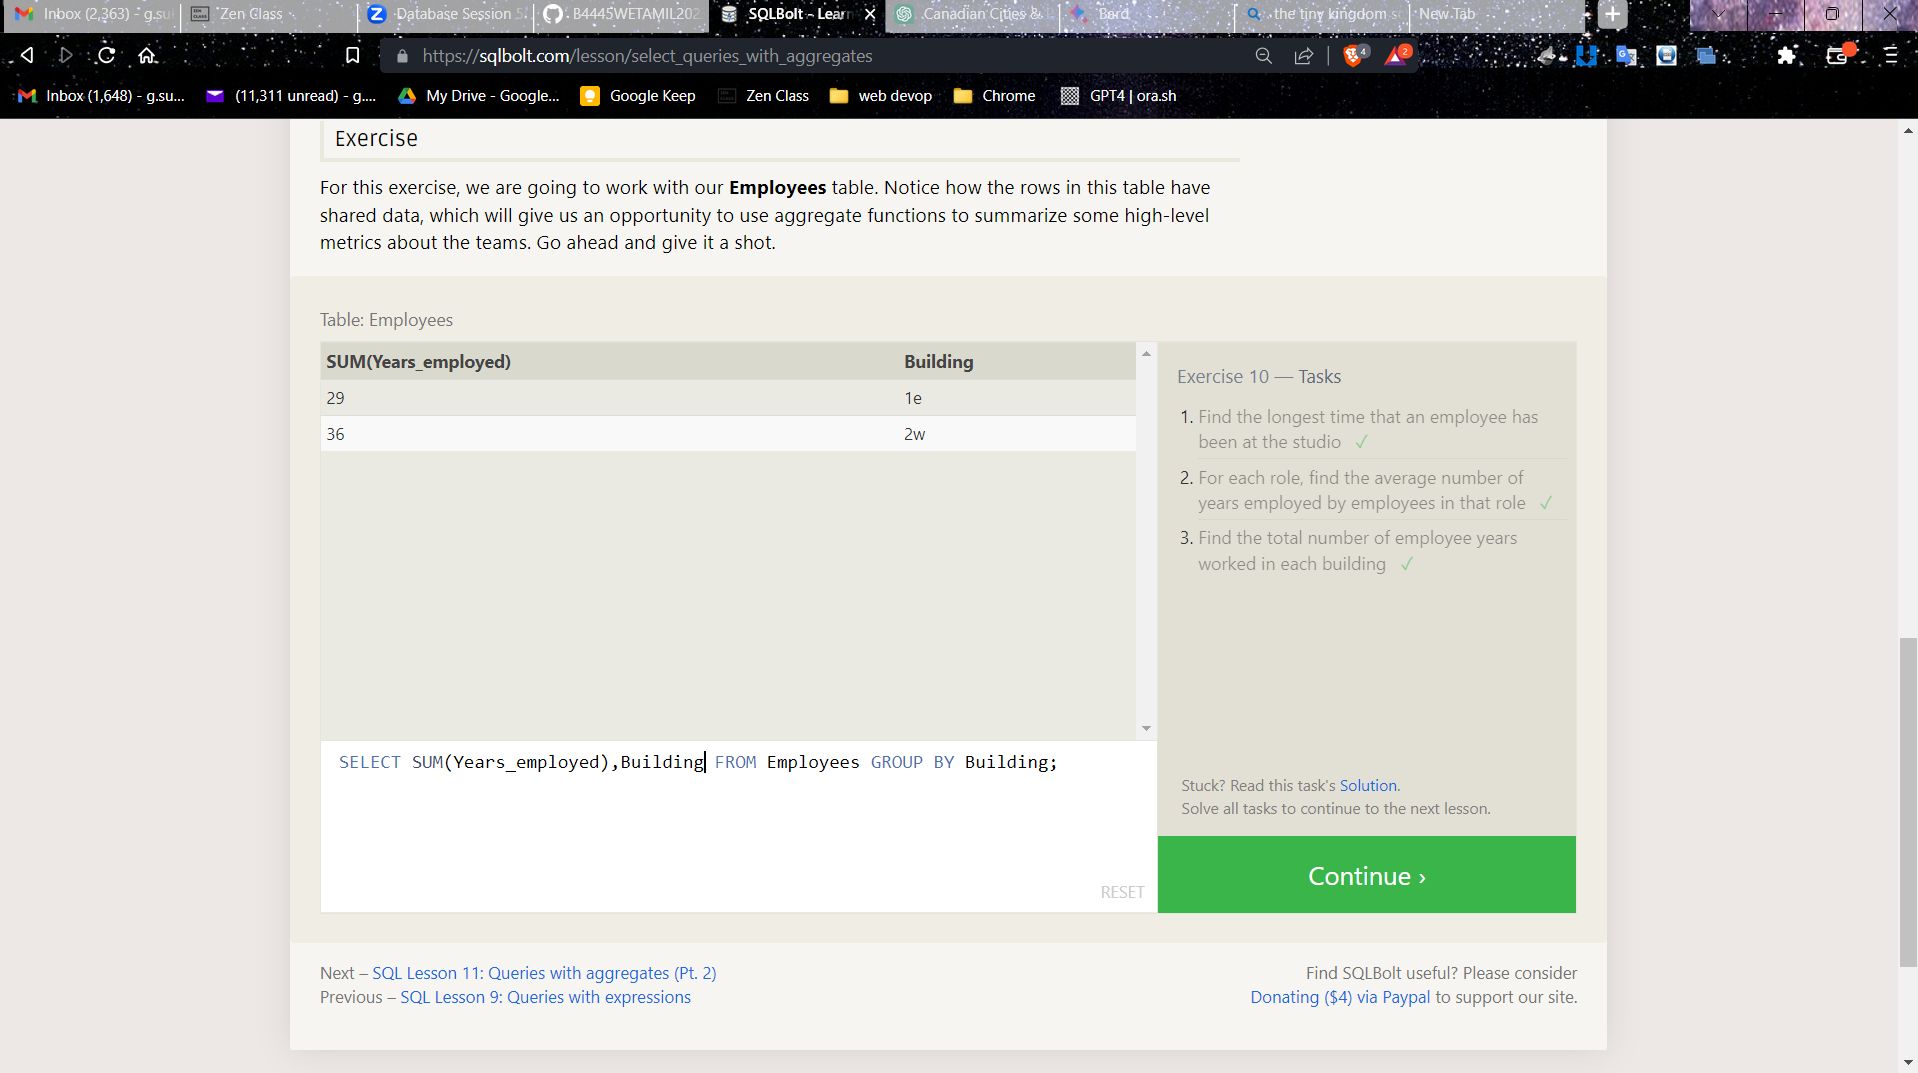 Inbox (2,363) - g.su
Zen Class
Database Session 5
B4445WETAMIL202
SQLBolt - Lear
Canadian Cities &
Bard
the tiny kingdom s
New Tab
https://sqlbolt.com/lesson/select_queries_with_aggregates
4
2
Inbox (1,648) - g.su...
(11,311 unread) - g....
My Drive - Google...
Google Keep
Zen Class
web devop
Chrome
GPT4 | ora.sh
Exercise
For this exercise, we are going to work with our Employees table. Notice how the rows in this table have
shared data, which will give us an opportunity to use aggregate functions to summarize some high-level
metrics about the teams. Go ahead and give it a shot.
Table: Employees
SUM(Years_employed) Building
29 1e
36 2w
SELECT SUM(Years_employed),Building FROM Employees GROUP BY Building;
RESET
Exercise 10 — Tasks
1. Find the longest time that an employee has
been at the studio ✓
2. For each role, find the average number of
years employed by employees in that role ✓
3. Find the total number of employee years
worked in each building ✓
Stuck? Read this task's Solution.
Solve all tasks to continue to the next lesson.
Continue ›
Next – SQL Lesson 11: Queries with aggregates (Pt. 2)
Previous – SQL Lesson 9: Queries with expressions
Find SQLBolt useful? Please consider
Donating ($4) via Paypal to support our site.